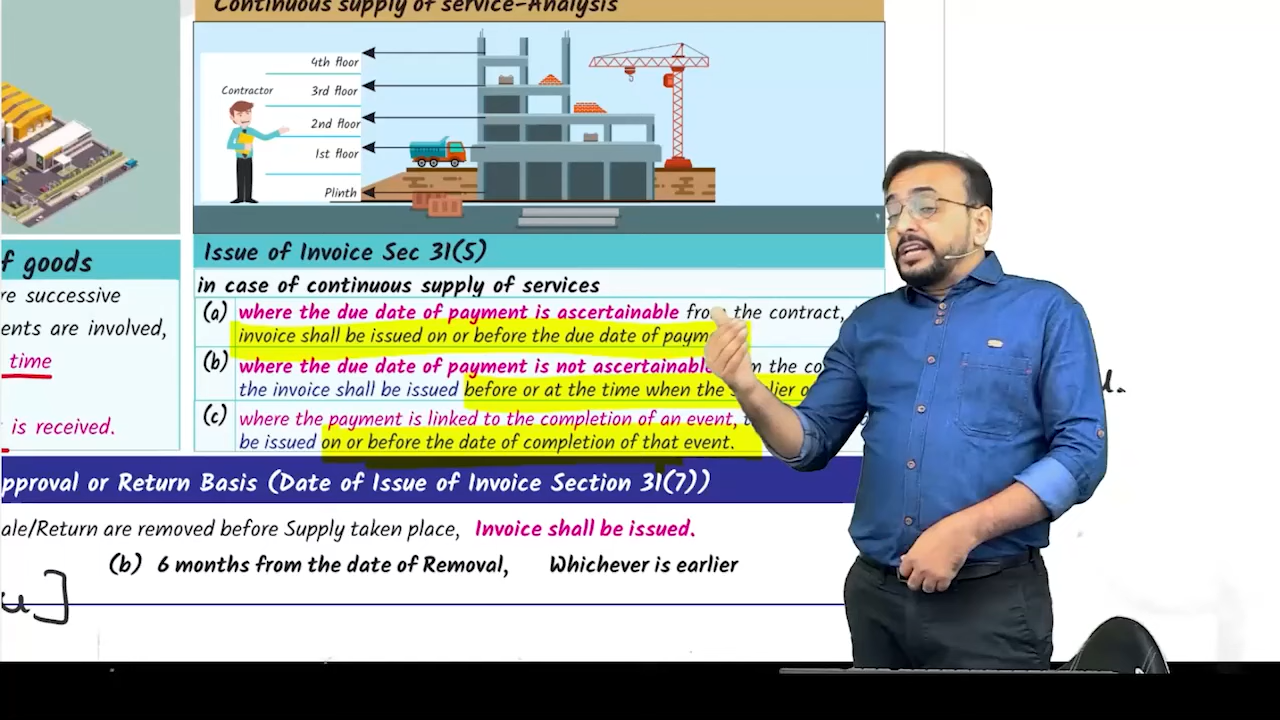 Continuous supply of service-Analysis
4th floor
Contractor
3rd floor
2nd floor
1st floor
Plinth
f goods
re successive
ents are involved,
time
is received.
Issue of Invoice Sec 31(5)
in case of continuous supply of services
(a) where the due date of payment is ascertainable from the contract,
invoice shall be issued on or before the due date of paym
(b) where the due date of payment is not ascertainabl
the invoice shall be issued before or at the time when the
(c) where the payment is linked to the completion of an event,
be issued on or before the date of completion of that event.
pproval or Return Basis (Date of Issue of Invoice Section 31(7))
ale/Return are removed before Supply taken place, Invoice shall be issued.
(b) 6 months from the date of Removal, Whichever is earlier